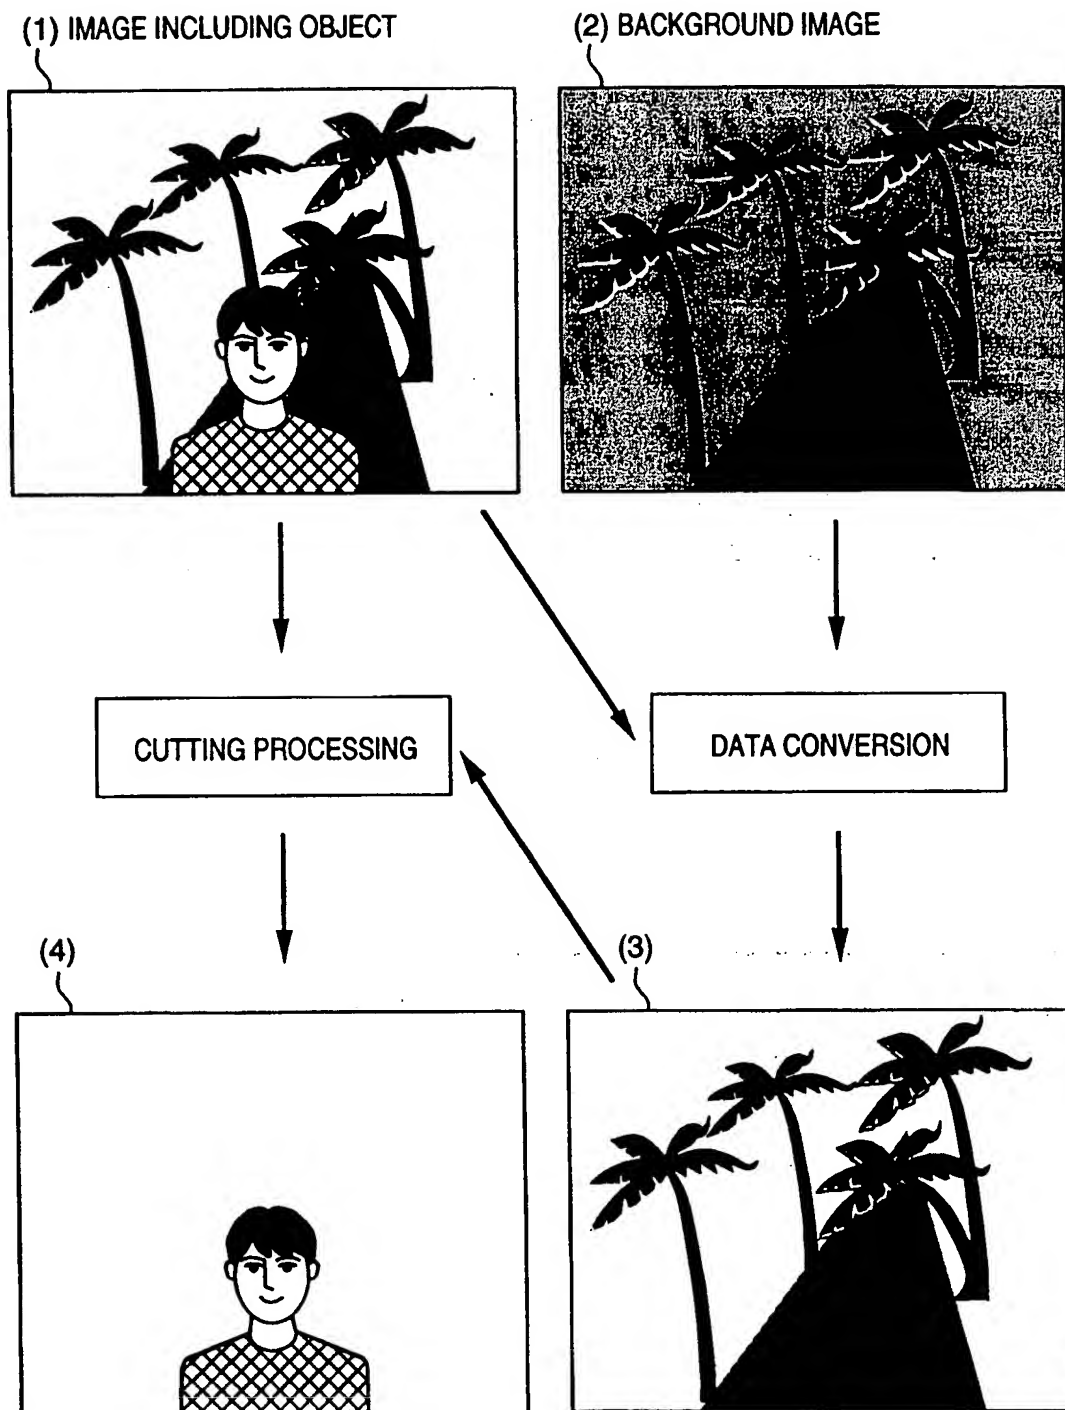 (1) IMAGE INCLUDING OBJECT
(2) BACKGROUND IMAGE
CUTTING PROCESSING
DATA CONVERSION
(4)
(3)